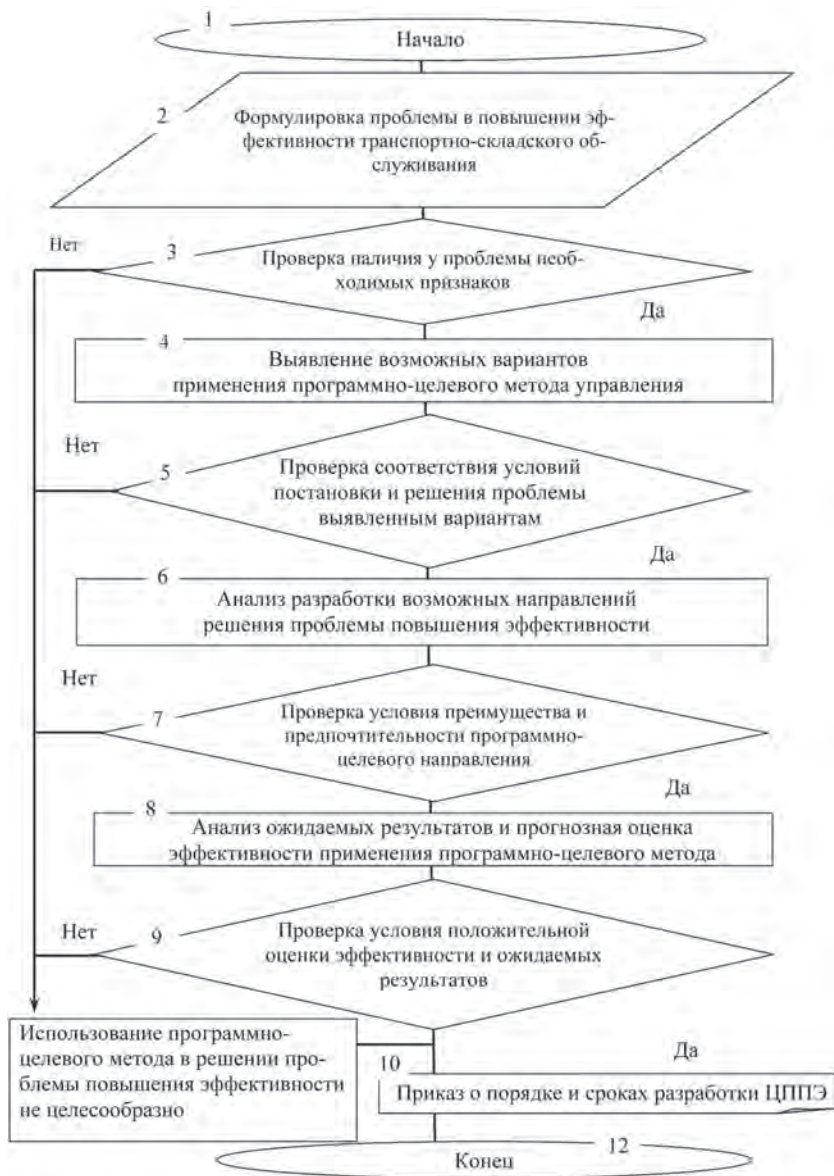 1
Начало
2
Формулировка проблемы в повышении эф-
фективности транспортно-складского об-
служивания
Нет
3
Проверка наличия у проблемы необ-
ходимых признаков
Да
4
Выявление возможных вариантов
применения программно-целевого метода управления
Нет
5
Проверка соответствия условий
постановки и решения проблемы
выявленным вариантам
Да
6
Анализ разработки возможных направлений
решения проблемы повышения эффективности
Нет
7
Проверка условия преимущества и
предпочтительности программно-
целевого направления
Да
8
Анализ ожидаемых результатов и прогнозная оценка
эффективности применения программно-целевого метода
Нет
9
Проверка условия положительной
оценки эффективности и ожидаемых
результатов
Использование программно-
целевого метода в решении про-
блемы повышения эффективности
не целесообразно
Да
10
Приказ о порядке и сроках разработки ЦППЭ
12
Конец